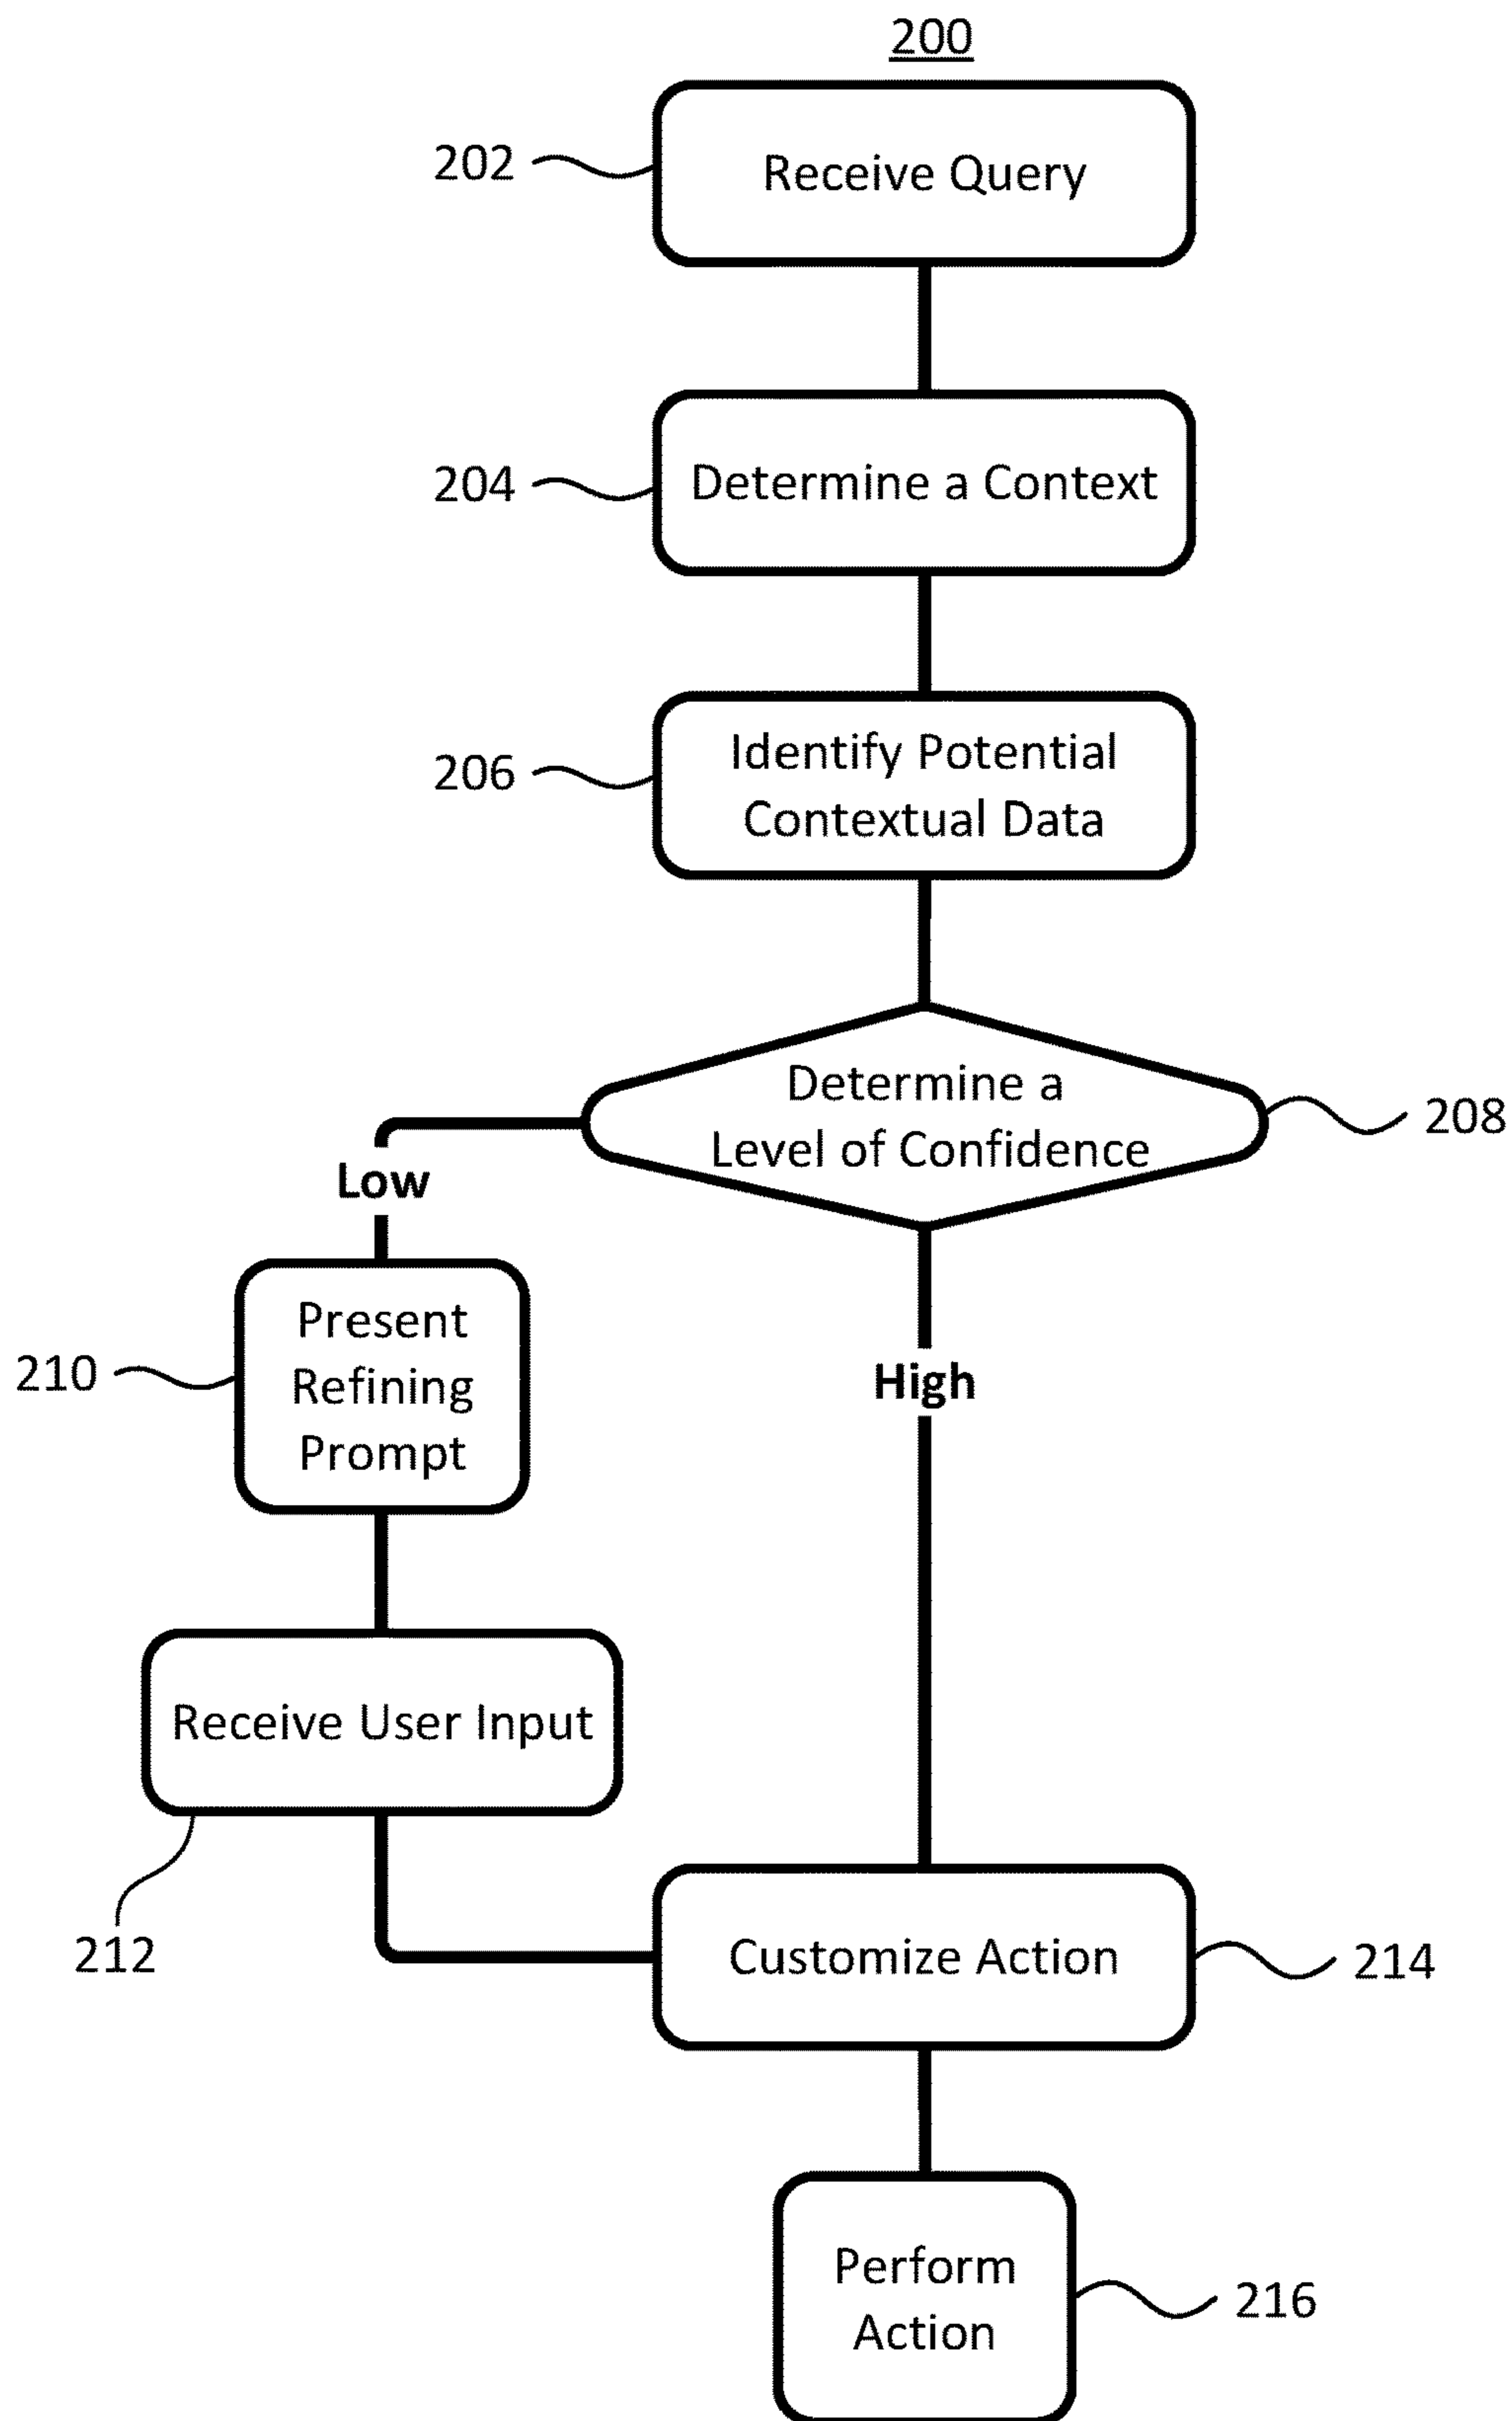 200
202
Receive Query
204
Determine a Context
206
Identify Potential
Contextual Data
Determine a
Level of Confidence
208
Low
High
210
Present
Refining
Prompt
Receive User Input
212
Customize Action
214
Perform
Action
216